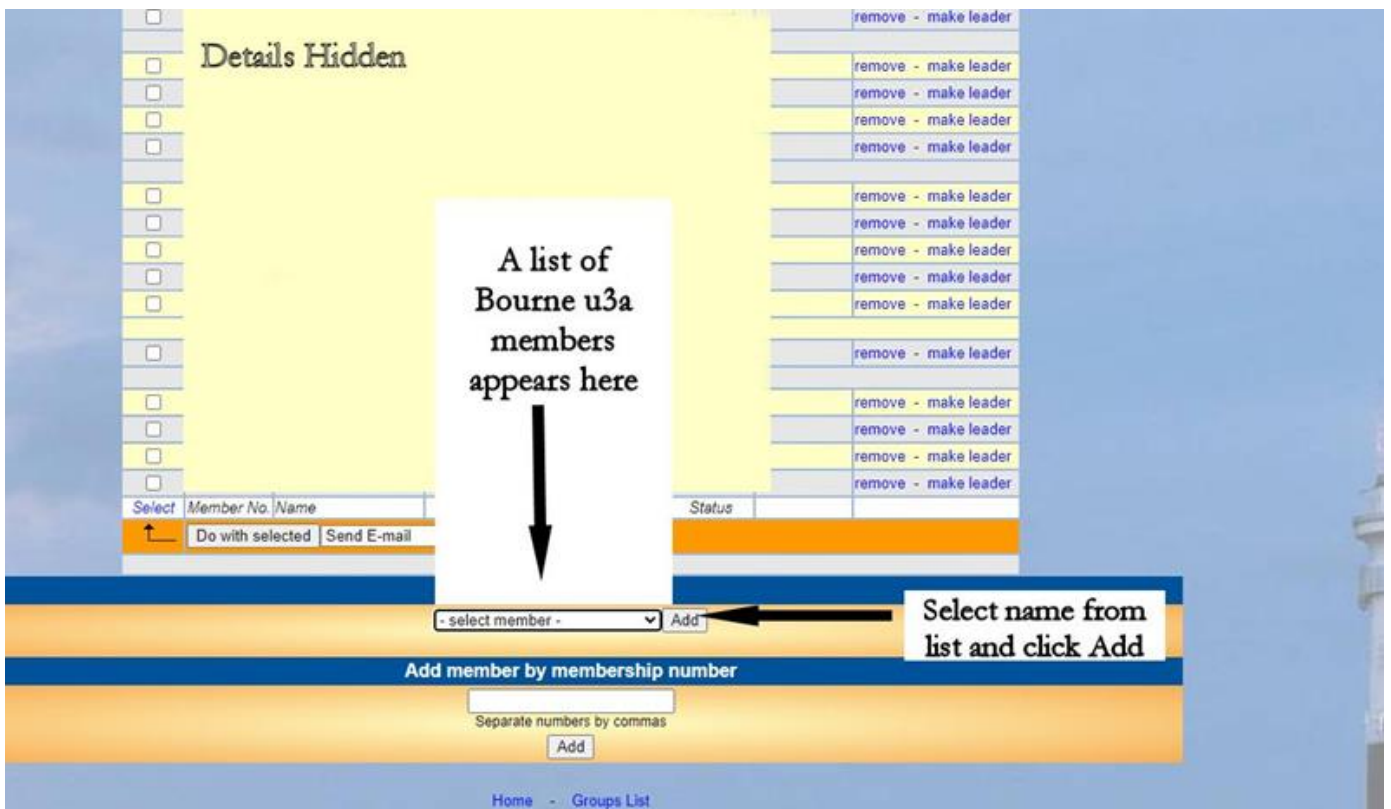 remove - make leader
Details Hidden
remove - make leader
remove - make leader
remove - make leader
remove - make leader
remove - make leader
remove - make leader
remove - make leader
remove - make leader
remove - make leader
A list of
Bourne u3a
members
appears here
remove - make leader
remove - make leader
remove - make leader
remove - make leader
remove - make leader
Select Member No. Name Status
Do with selected Send E-mail
- select member - Add
Select name from
list and click Add
Add member by membership number
Separate numbers by commas
Add
Home - Groups List